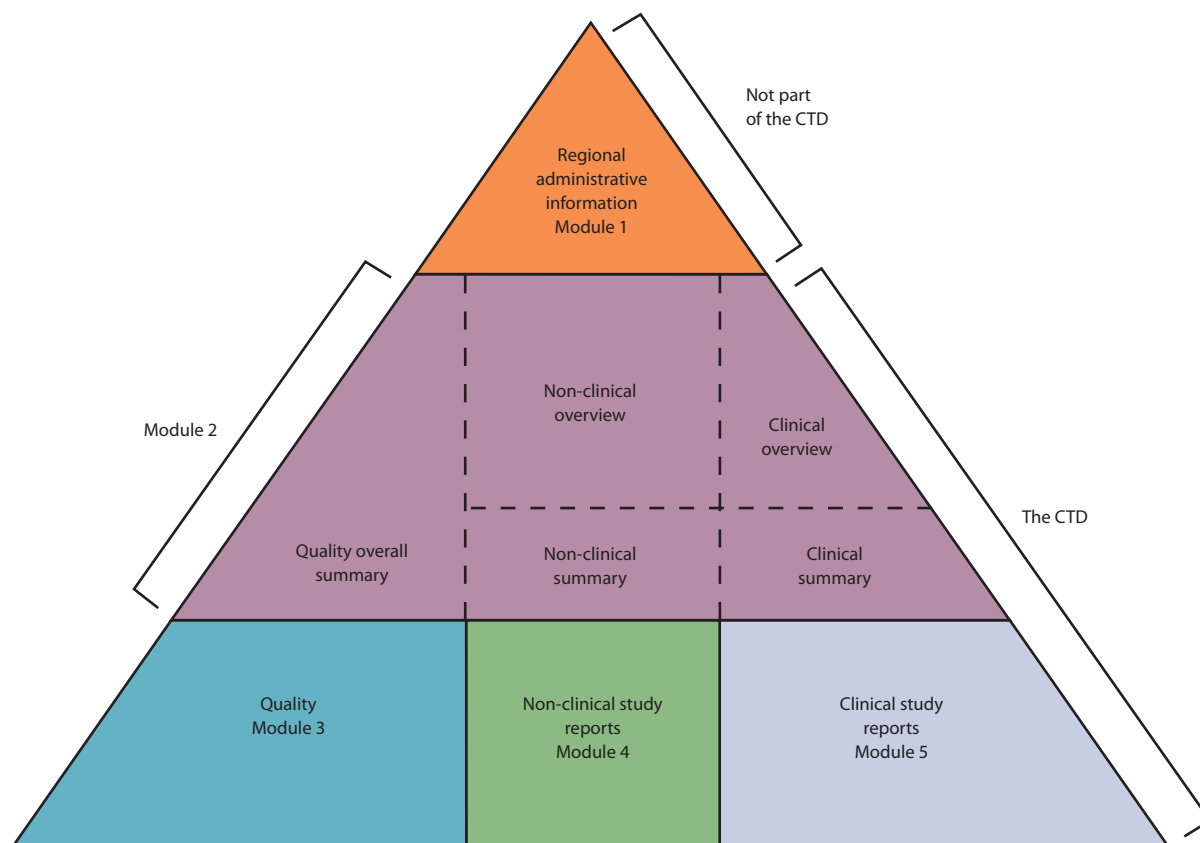 Not part
of the CTD
Regional
administrative
information
Module 1
Module 2
Non-clinical
overview
Clinical
overview
The CTD
Quality overall
summary
Non-clinical
summary
Clinical
summary
Quality
Module 3
Non-clinical study
reports
Module 4
Clinical study
reports
Module 5